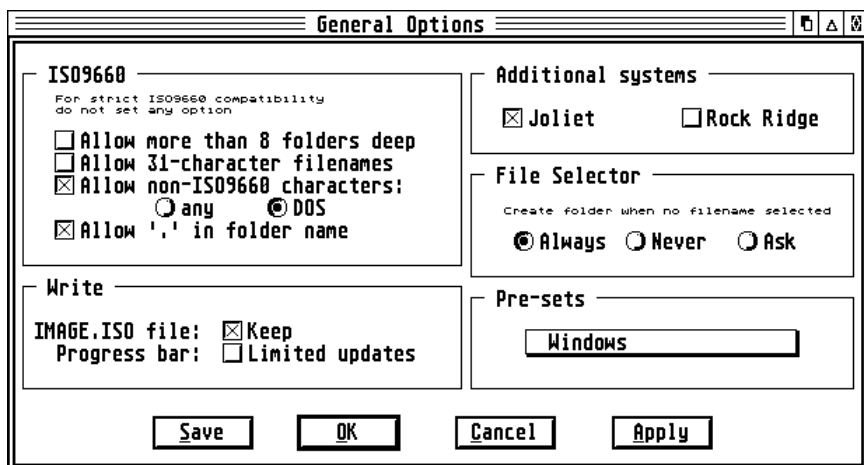 General Options
ISO9660
For strict ISO9660 compatibility
do not set any option
Allow more than 8 folders deep
Allow 31-character filenames
Allow non-ISO9660 characters:
any DOS
Allow '.' in folder name
Write
IMAGE.ISO file: Keep
Progress bar: Limited updates
Additional systems
Joliet Rock Ridge
File Selector
Create folder when no filename selected
Always Never Ask
Pre-sets
Windows
Save OK Cancel Apply